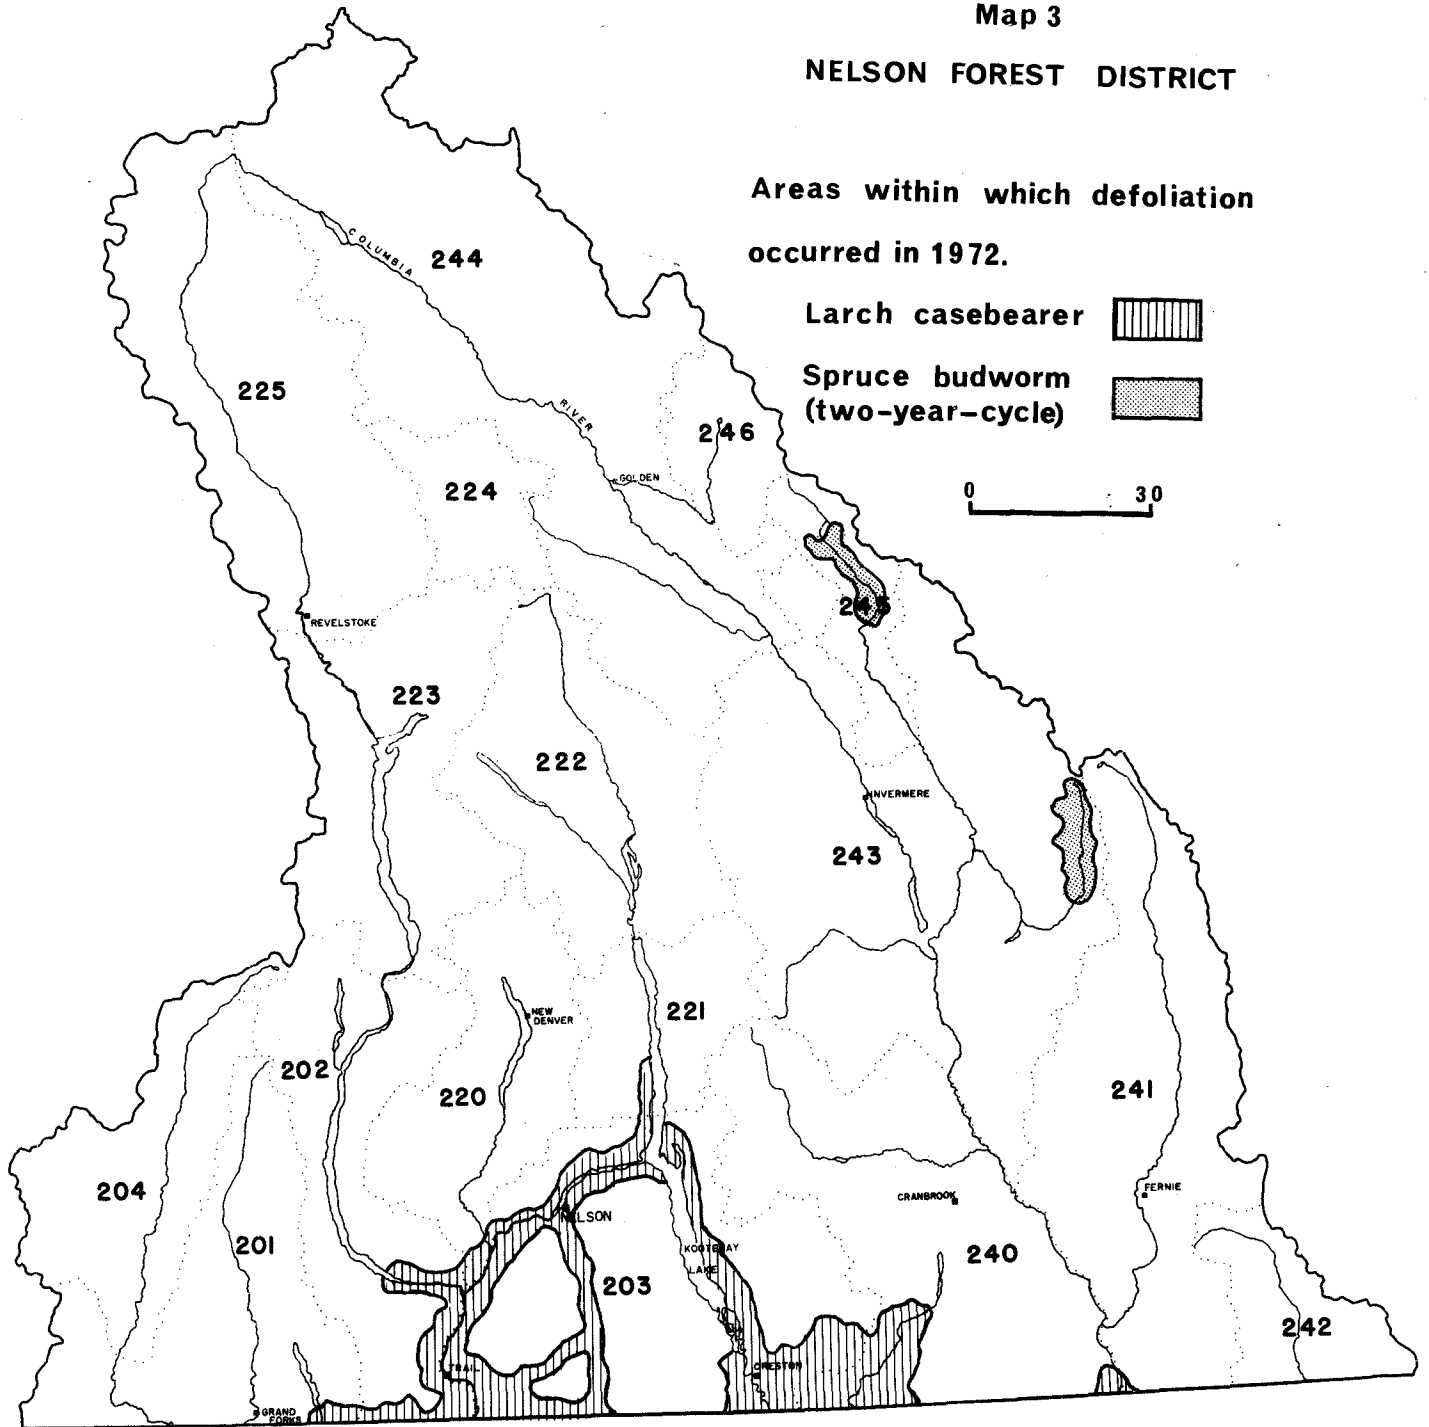 Map 3
NELSON FOREST DISTRICT
Areas within which defoliation
occurred in 1972.
Larch casebearer
Spruce budworm
(two-year-cycle)
0 30
COLUMBIA
244
225
RIVER
246
GOLDEN
224
245
REVELSTOKE
223
222
INVERMERE
243
NEW
DENVER
221
202
220
241
204
CRANBROOK
FERNIE
NELSON
201
KOOTENAY
LAKE
203
240
242
TRAIL
CRESTON
GRAND
FORKS